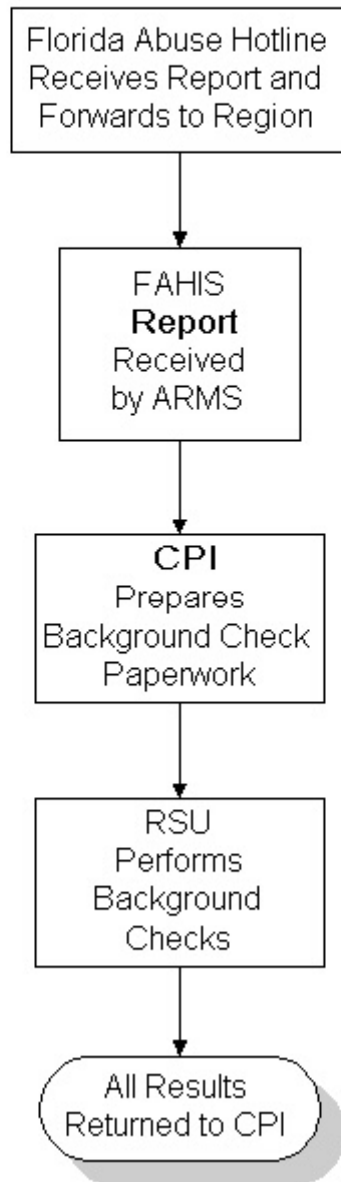 Florida Abuse Hotline
Receives Report and
Forwards to Region
FAHIS
Report
Received
by ARMS
CPI
Prepares
Background Check
Paperwork
RSU
Performs
Background
Checks
All Results
Returned to CPI